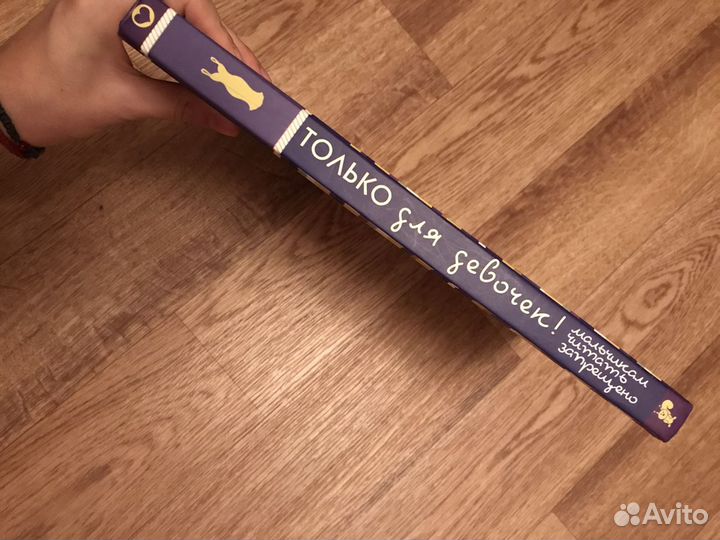 ТОЛЬКО для девочек!
мальчикам
читать
запрещено
Avito